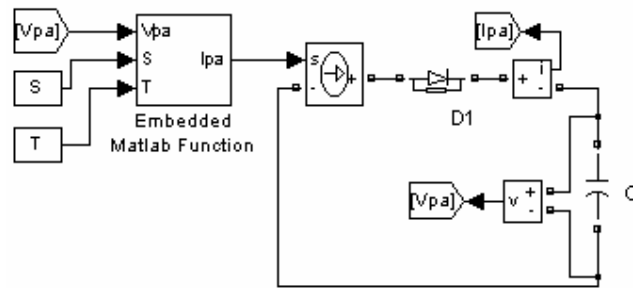 [Vpa]
Vpa
S
T
Ipa
S
T
Embedded
Matlab Function
s
+
-
D1
+
-
i
[Ipa]
[Vpa]
v
+
-